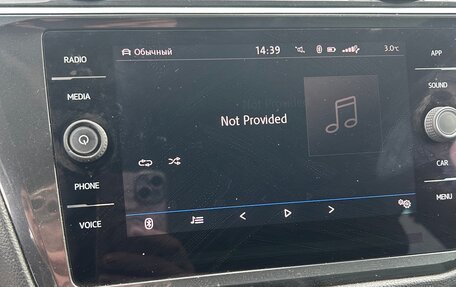 RADIO
MEDIA
PHONE
VOICE
Обычный 14:39 3.0°C
Not Provided
APP
SOUND
CAR
MENU